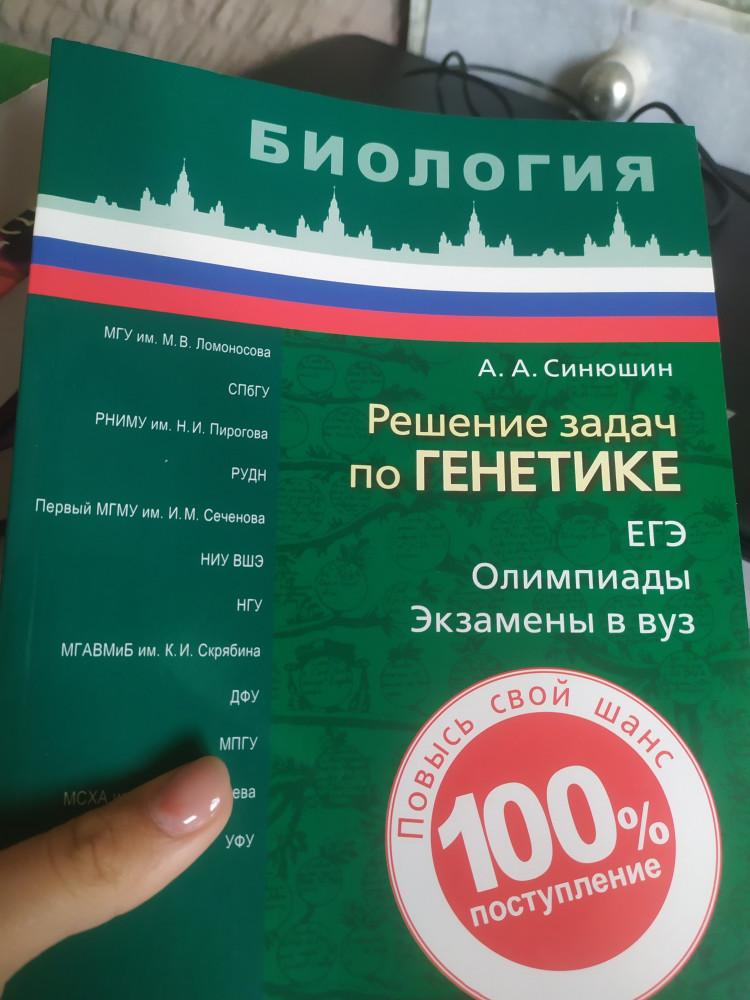 БИОЛОГИЯ
МГУ им. М. В. Ломоносова
СПбГУ
РНИМУ им. Н. И. Пирогова
РУДН
Первый МГМУ им. И. М. Сеченова
НИУ ВШЭ
НГУ
МГАВМиБ им. К. И. Скрябина
ДФУ
МПГУ
МСХА
УФУ
А. А. Синюшин
Решение задач
по ГЕНЕТИКЕ
ЕГЭ
Олимпиады
Экзамены в вуз
Повысь свой шанс
100%
поступление